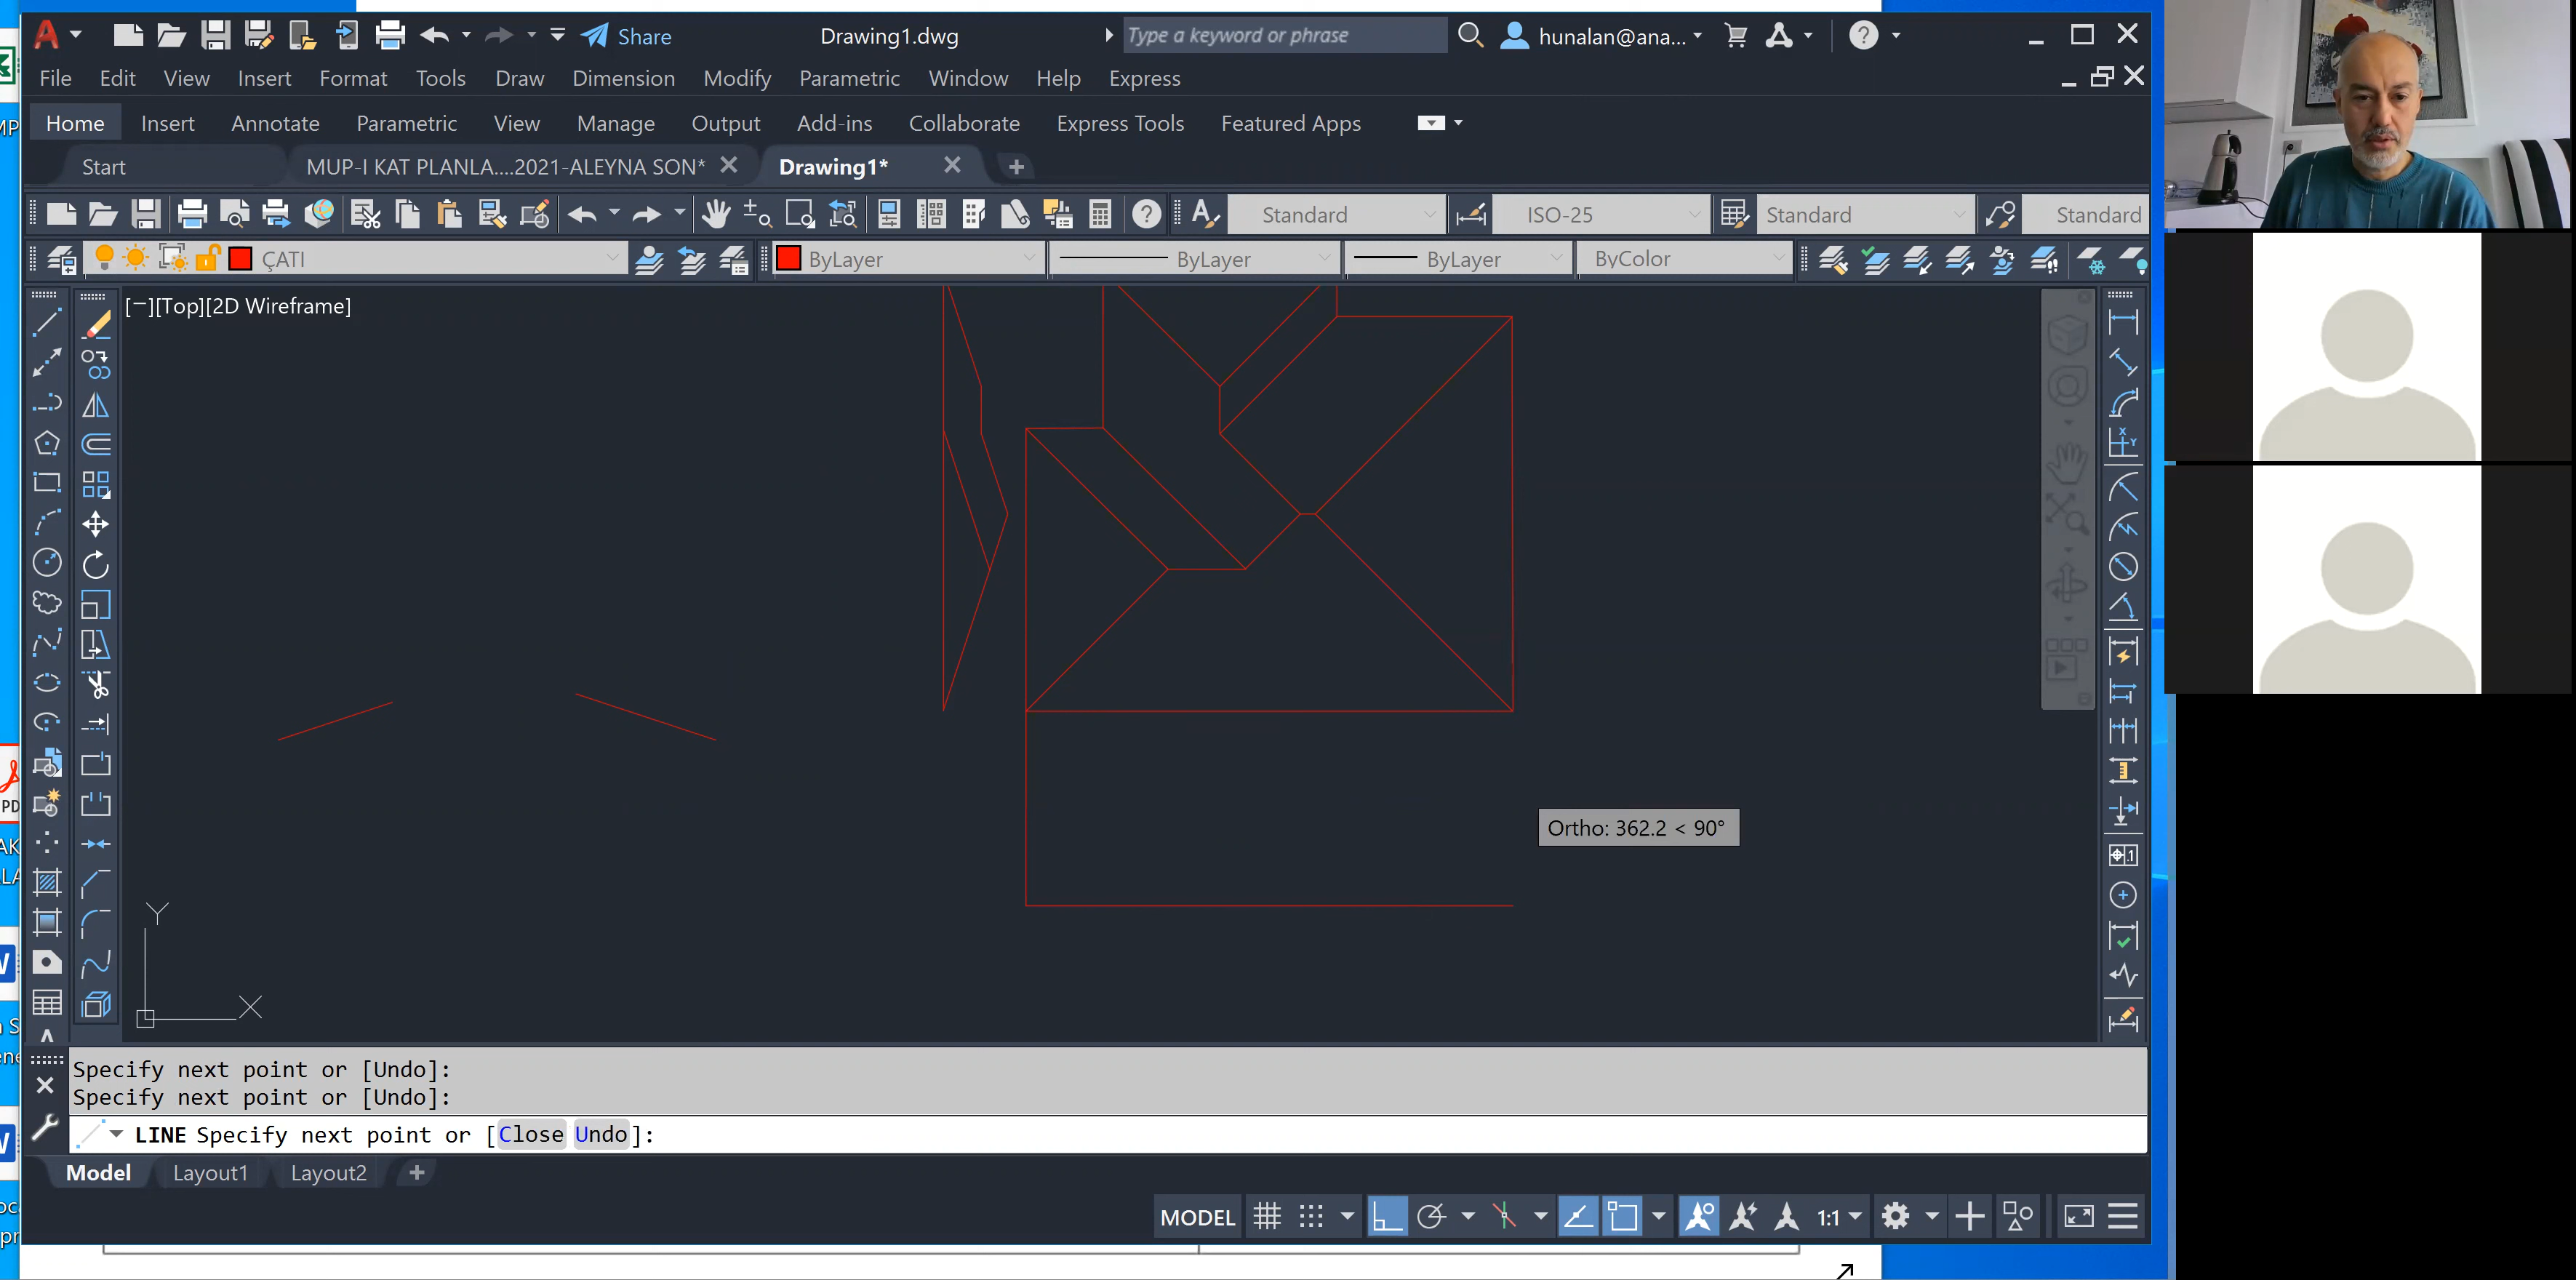 Share
Drawing1.dwg
Type a keyword or phrase
hunalan@ana...
File Edit View Insert Format Tools Draw Dimension Modify Parametric Window Help Express
Home Insert Annotate Parametric View Manage Output Add-ins Collaborate Express Tools Featured Apps
Start MUP-I KAT PLANLA....2021-ALEYNA SON* Drawing1*
Standard ISO-25 Standard Standard
ÇATI ByLayer ByLayer ByLayer ByColor
[−][Top][2D Wireframe]
Ortho: 362.2 < 90°
Y
X
Specify next point or [Undo]:
Specify next point or [Undo]:
LINE Specify next point or [Close Undo]:
Model Layout1 Layout2
MODEL 1:1